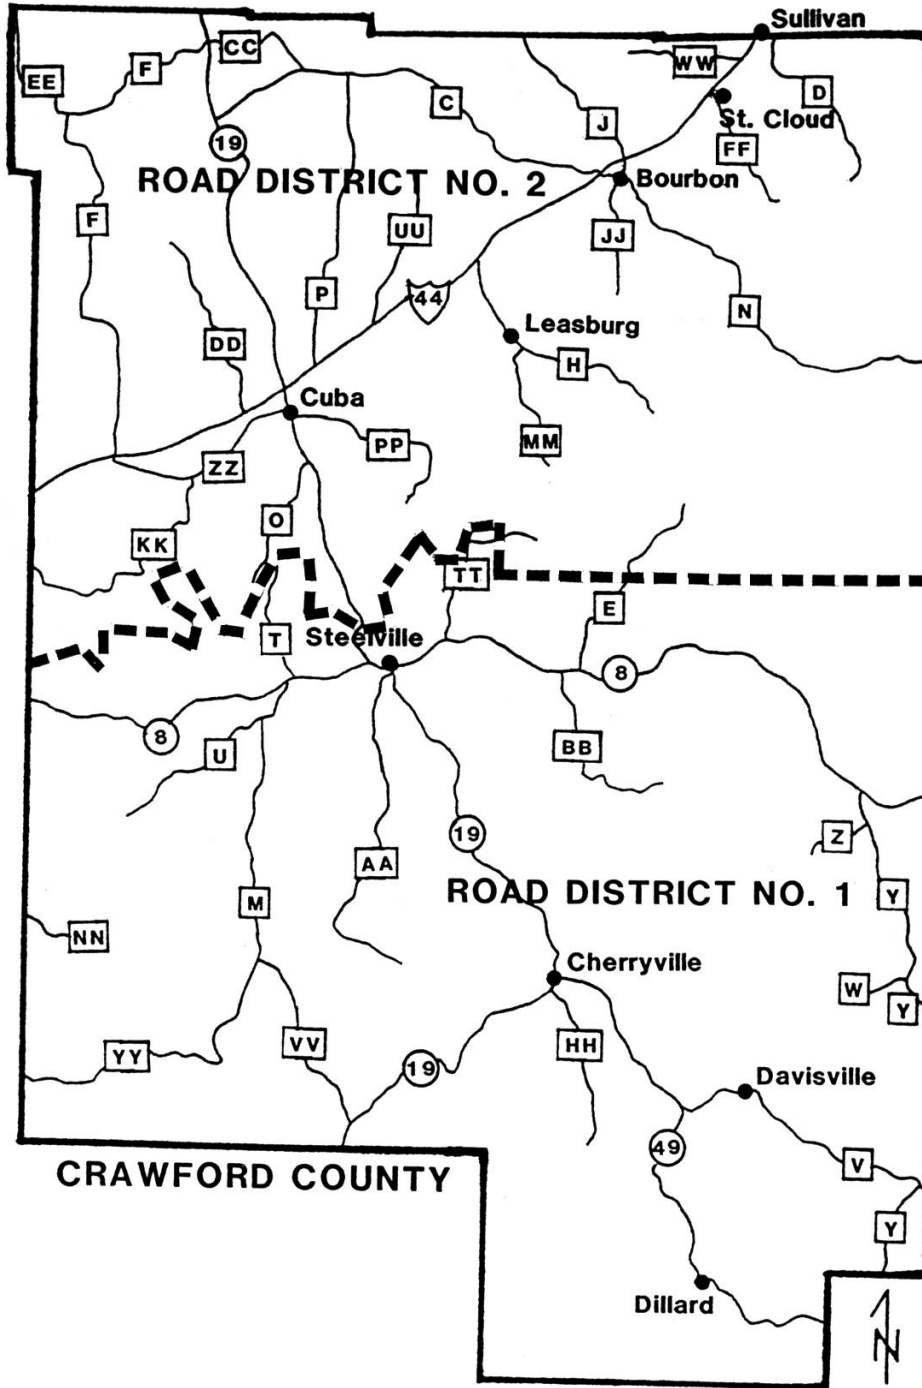 Sullivan
CC
WW
F
EE
D
C
St. Cloud
J
19
FF
ROAD DISTRICT NO. 2
Bourbon
F
UU
JJ
P
44
N
Leasburg
DD
H
Cuba
PP
MM
ZZ
O
KK
TT
E
T
Steelville
8
8
U
BB
19
Z
AA
ROAD DISTRICT NO. 1
Y
M
NN
Cherryville
W
Y
VV
HH
YY
19
Davisville
49
V
CRAWFORD COUNTY
Y
Dillard
N